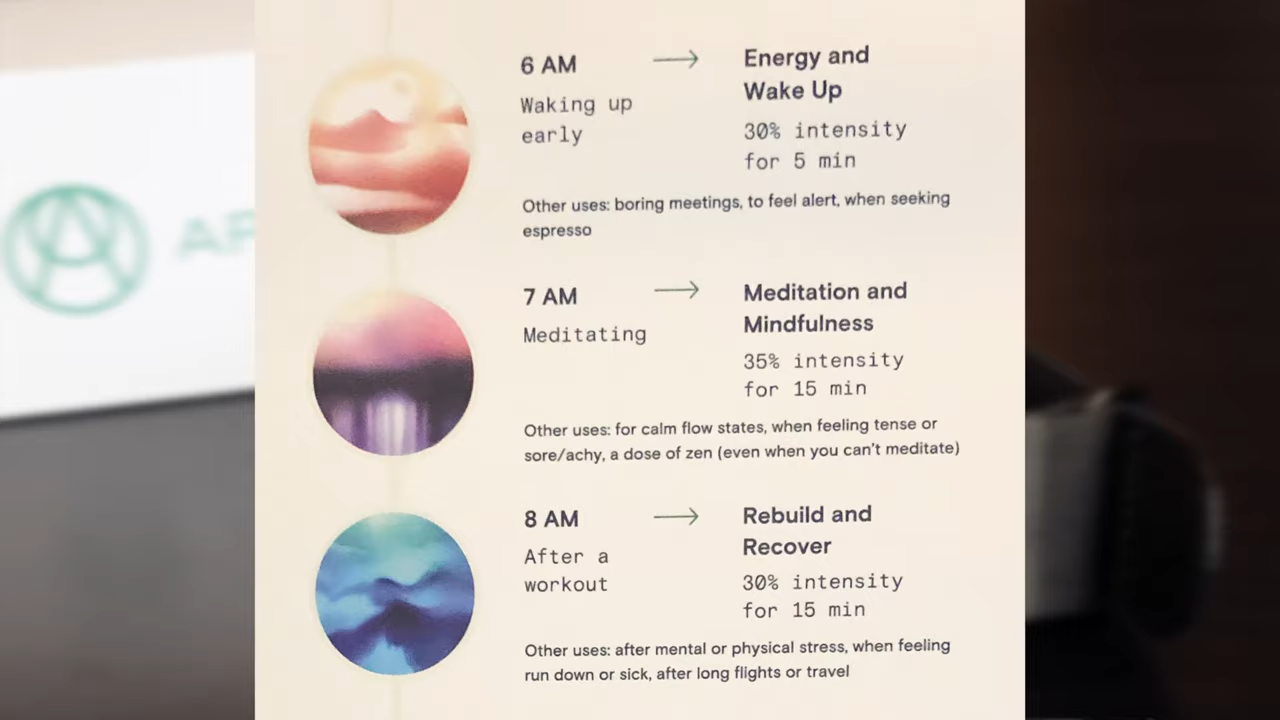 6 AM → Energy and
Wake Up
Waking up
early
30% intensity
for 5 min
Other uses: boring meetings, to feel alert, when seeking
espresso
7 AM → Meditation and
Mindfulness
Meditating
35% intensity
for 15 min
Other uses: for calm flow states, when feeling tense or
sore/achy, a dose of zen (even when you can't meditate)
8 AM → Rebuild and
Recover
After a
workout
30% intensity
for 15 min
Other uses: after mental or physical stress, when feeling
run down or sick, after long flights or travel